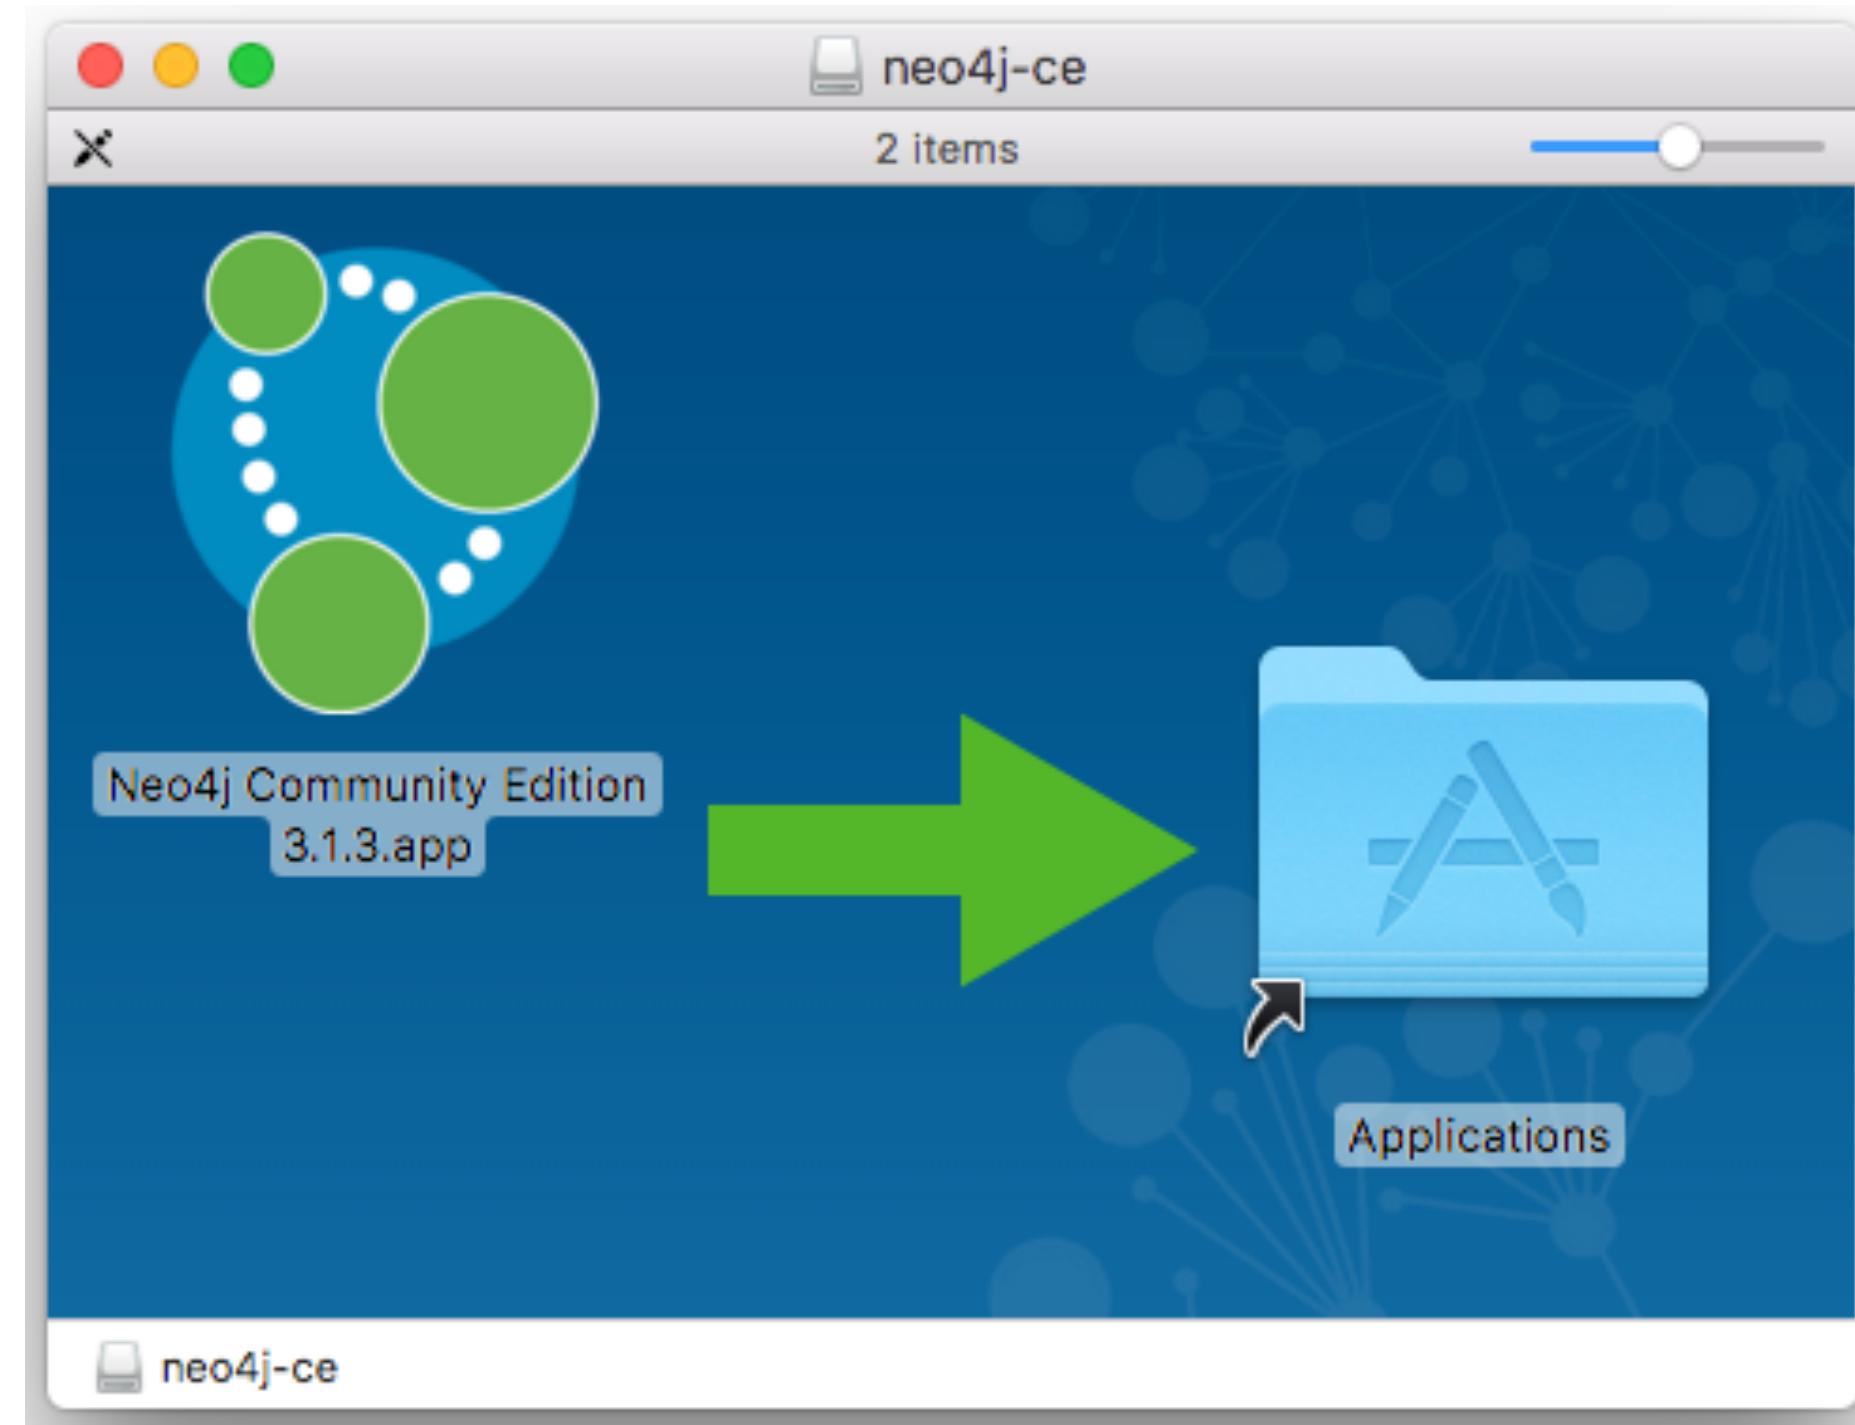 neo4j-ce
2 items
Neo4j Community Edition
3.1.3.app
Applications
neo4j-ce